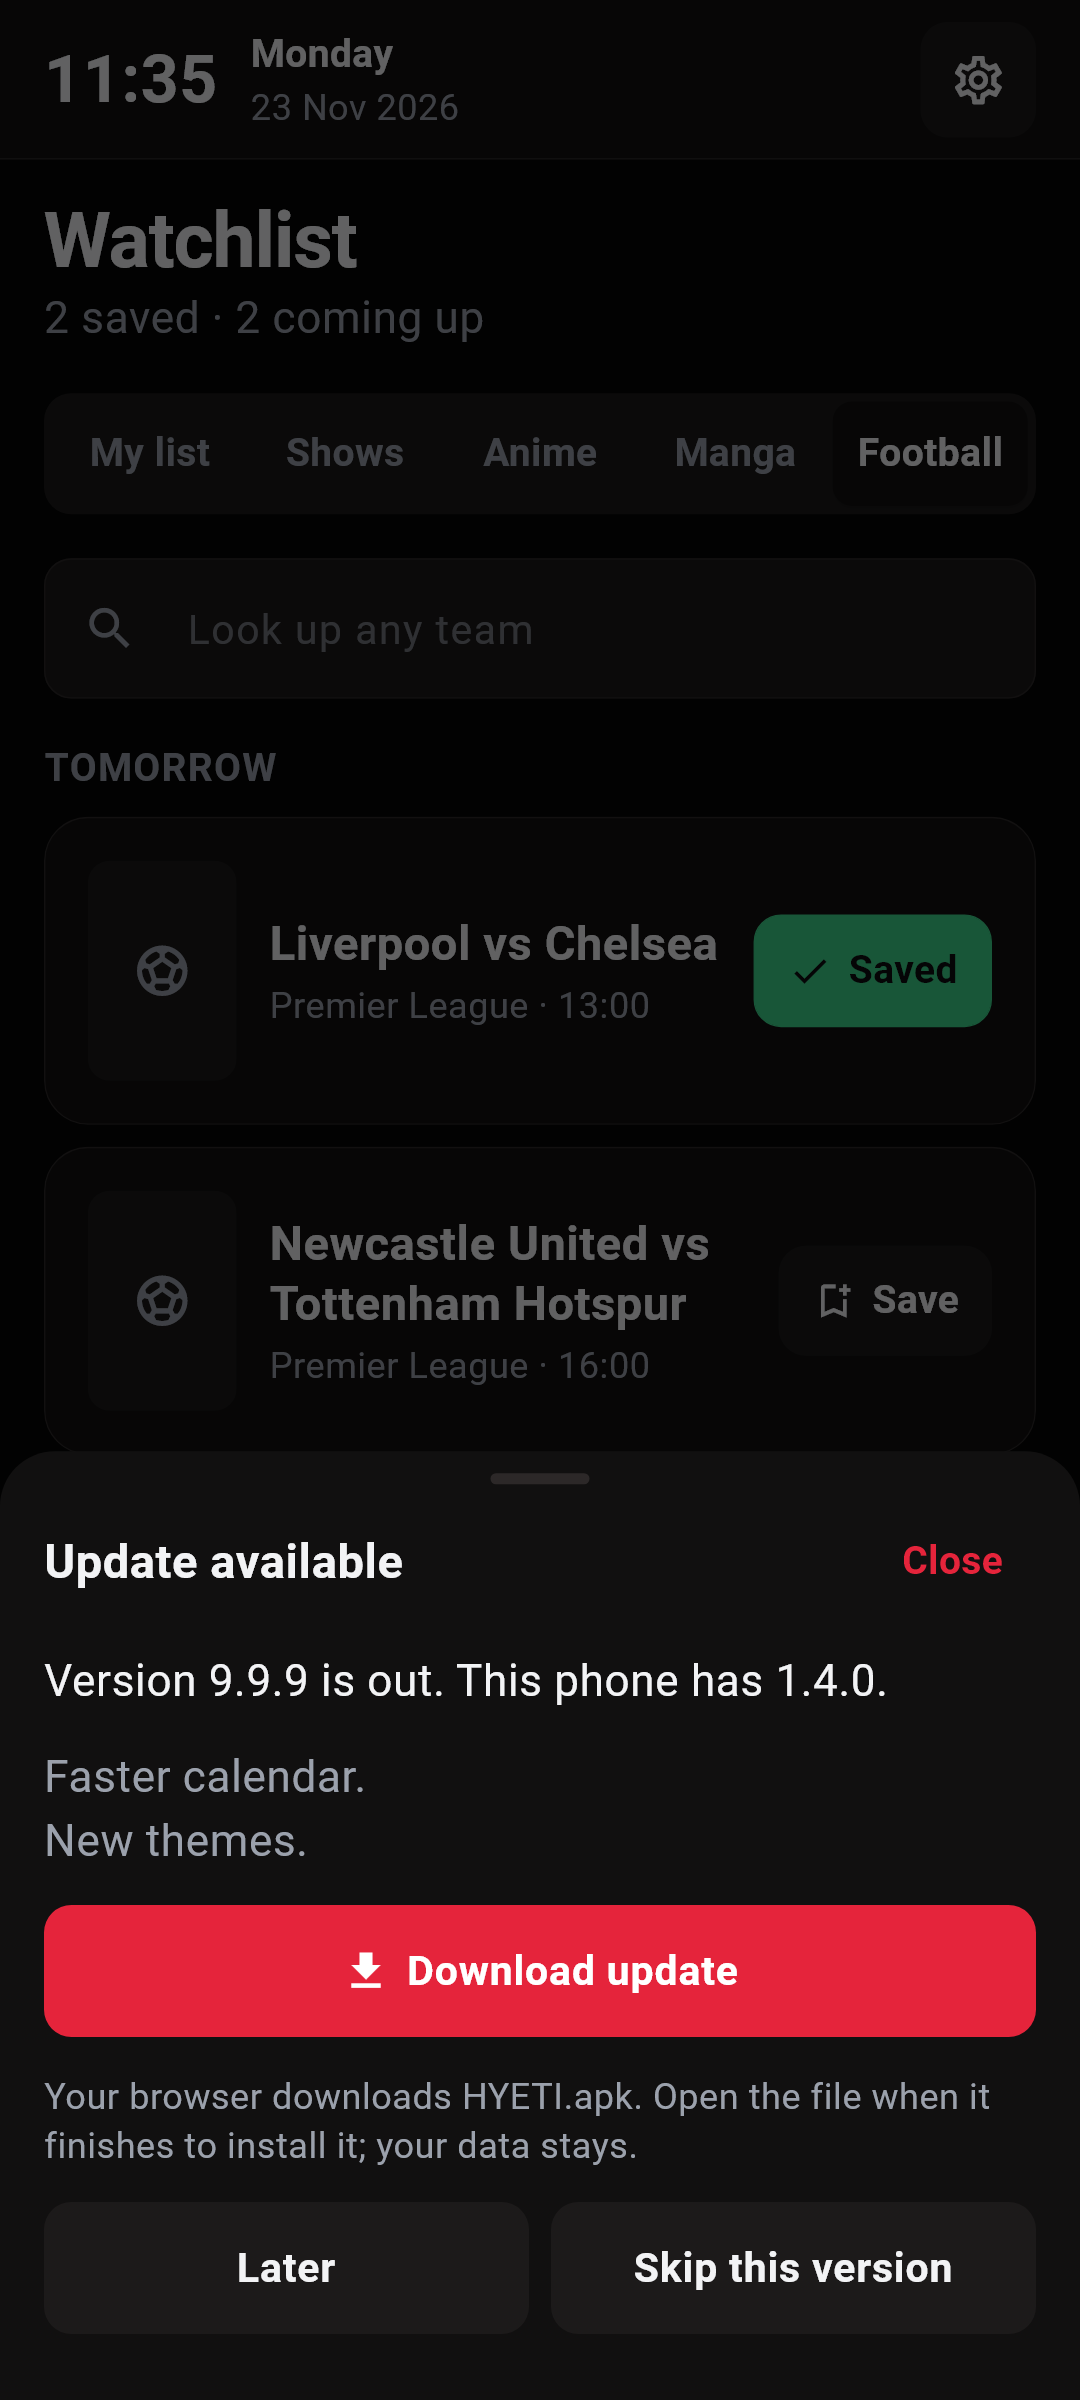 11:35
Monday
23 Nov 2026
Watchlist
2 saved · 2 coming up
My list Shows Anime Manga Football
Look up any team
TOMORROW
Liverpool vs Chelsea
Premier League · 13:00
Saved
Newcastle United vs
Tottenham Hotspur
Premier League · 16:00
Save
Update available
Close
Version 9.9.9 is out. This phone has 1.4.0.
Faster calendar.
New themes.
Download update
Your browser downloads HYETI.apk. Open the file when it
finishes to install it; your data stays.
Later
Skip this version